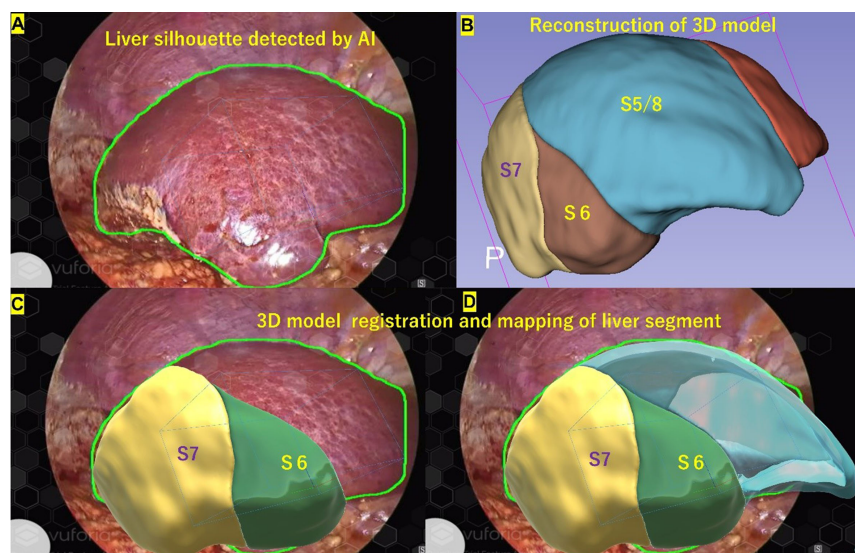 A
Liver silhouette detected by AI
vuforia
S
B
Reconstruction of 3D model
S5/8
S7
S 6
P
C
D
3D model registration and mapping of liver segment
S7
S 6
vuforia
S
S7
S 6
vuforia
S